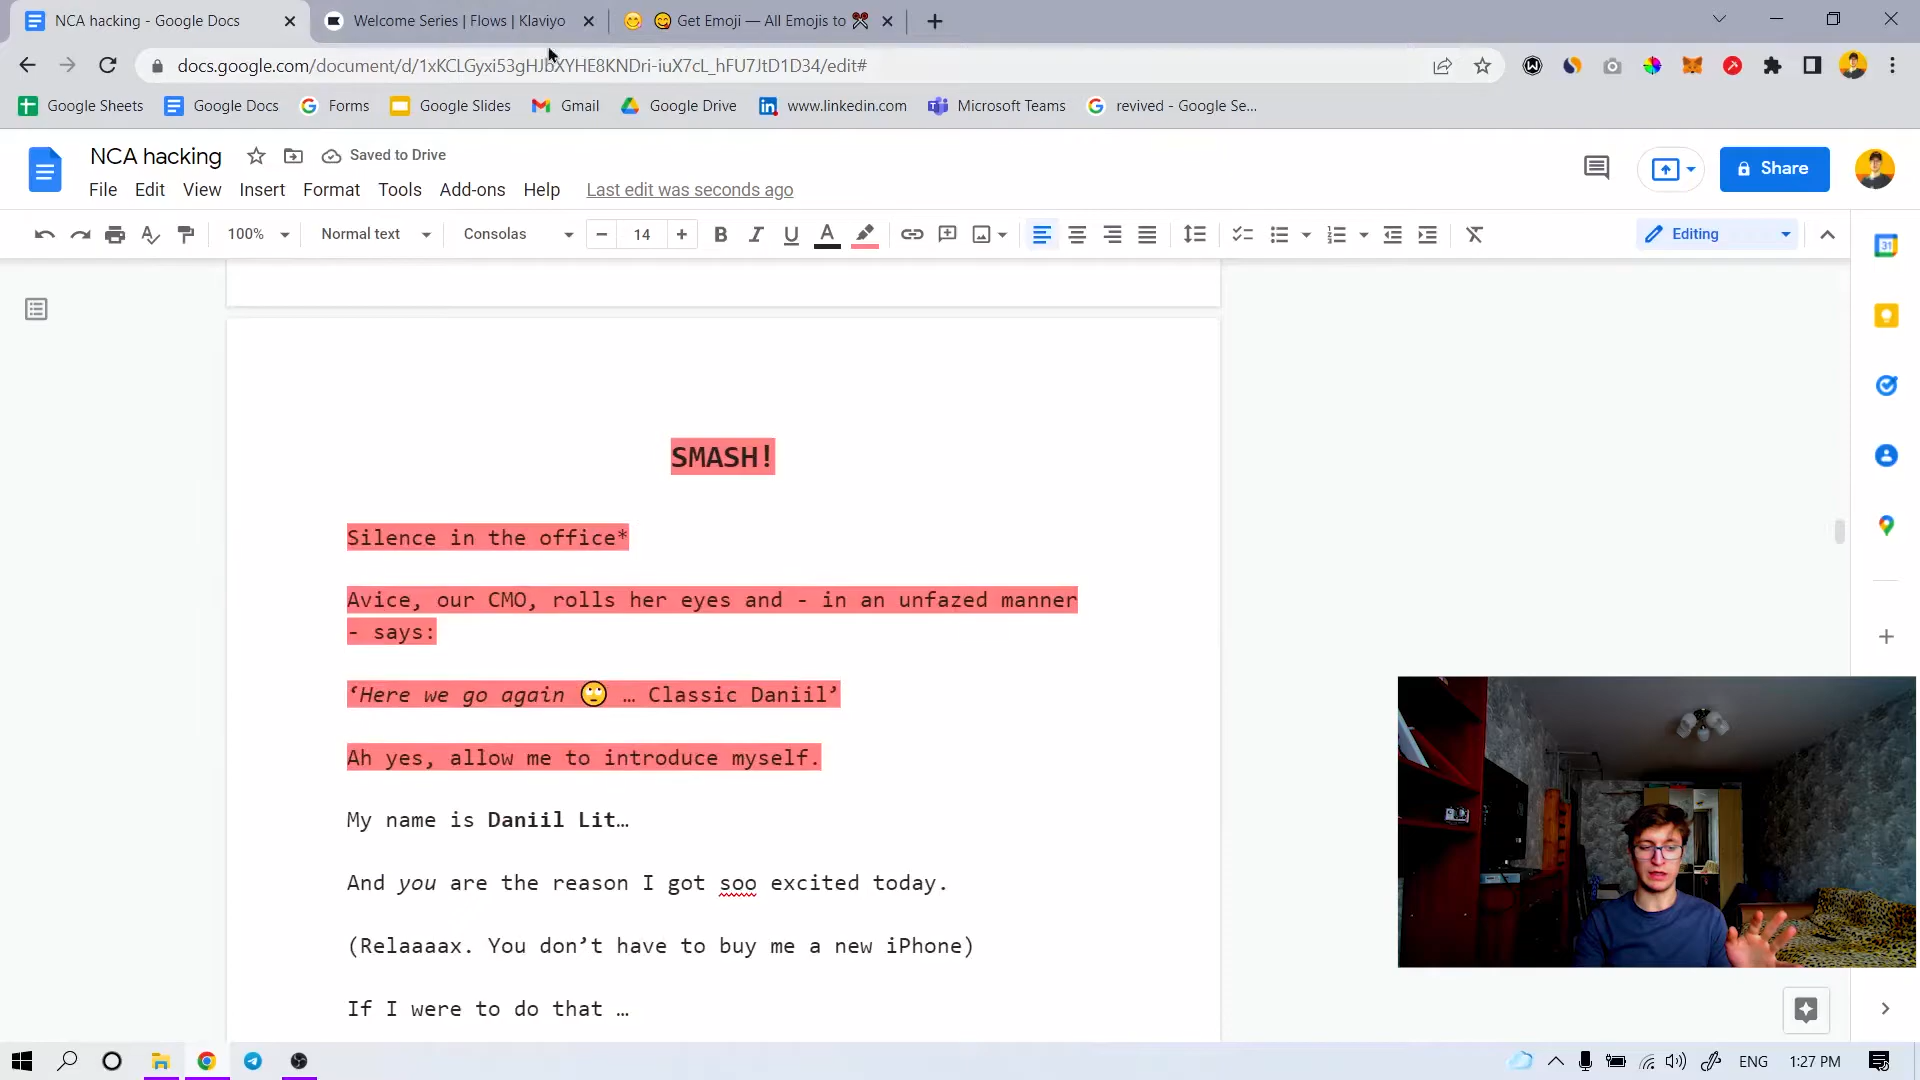 NCA hacking - Google Docs
Welcome Series | Flows | Klaviyo
😋 Get Emoji — All Emojis to ✂
docs.google.com/document/d/1xKCLGyxi53gHJbXYHE8KNDri-iuX7cL_hFU7JtD1D34/edit#
Google Sheets
Google Docs
Forms
Google Slides
Gmail
Google Drive
www.linkedin.com
Microsoft Teams
revived - Google Se...
NCA hacking
Saved to Drive
Share
File Edit View Insert Format Tools Add-ons Help Last edit was seconds ago
100% Normal text Consolas 14 Editing
SMASH!
Silence in the office*
Avice, our CMO, rolls her eyes and - in an unfazed manner
- says:
‘Here we go again 🙄 … Classic Daniil’
Ah yes, allow me to introduce myself.
My name is Daniil Lit…
And you are the reason I got soo excited today.
(Relaaaax. You don’t have to buy me a new iPhone)
If I were to do that …
ENG 1:27 PM